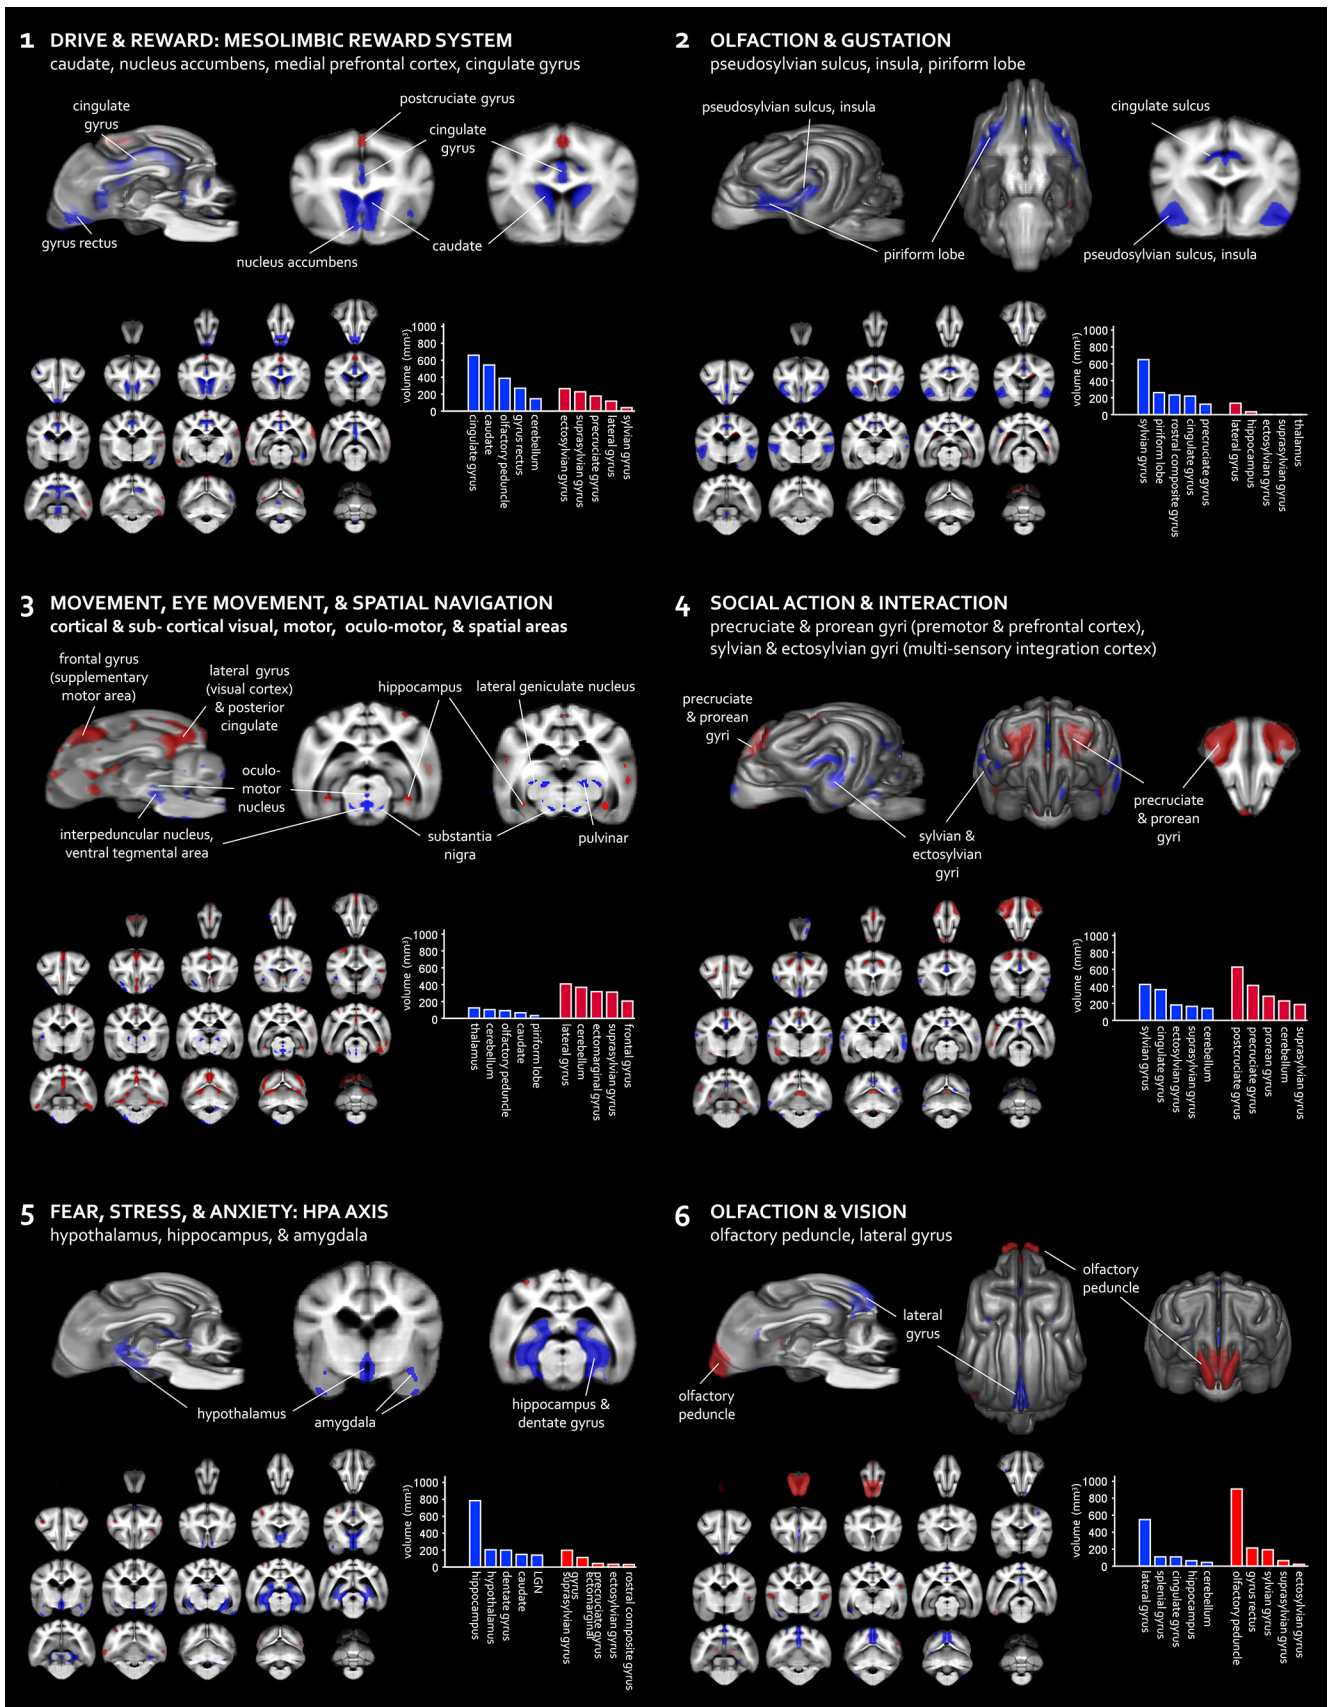 1 DRIVE & REWARD: MESOLIMBIC REWARD SYSTEM
caudate, nucleus accumbens, medial prefrontal cortex, cingulate gyrus
cingulate
gyrus
postcruciate gyrus
cingulate
gyrus
gyrus rectus
nucleus accumbens
caudate
volume (mm³)
1000
800
600
400
200
0
cingulate gyrus
caudate
olfactory peduncle
gyrus rectus
cerebellum
ectosylvian gyrus
suprasylvian gyrus
precruciate gyrus
lateral gyrus
sylvian gyrus
2 OLFACTION & GUSTATION
pseudosylvian sulcus, insula, piriform lobe
pseudosylvian sulcus, insula
cingulate sulcus
piriform lobe
pseudosylvian sulcus, insula
volume (mm³)
1000
800
600
400
200
0
sylvian gyrus
piriform lobe
rostral composite gyrus
cingulate gyrus
precruciate gyrus
lateral gyrus
hippocampus
ectosylvian gyrus
suprasylvian gyrus
thalamus
3 MOVEMENT, EYE MOVEMENT, & SPATIAL NAVIGATION
cortical & sub- cortical visual, motor, oculo-motor, & spatial areas
frontal gyrus
(supplementary
motor area)
lateral gyrus
(visual cortex)
& posterior
cingulate
hippocampus
lateral geniculate nucleus
oculo-
motor
nucleus
interpeduncular nucleus,
ventral tegmental area
substantia
nigra
pulvinar
volume (mm³)
1000
800
600
400
200
0
thalamus
cerebellum
olfactory peduncle
caudate
piriform lobe
lateral gyrus
cerebellum
ectomarginal gyrus
suprasylvian gyrus
frontal gyrus
4 SOCIAL ACTION & INTERACTION
precruciate & prorean gyri (premotor & prefrontal cortex),
sylvian & ectosylvian gyri (multi-sensory integration cortex)
precruciate
& prorean
gyri
sylvian &
ectosylvian
gyri
precruciate
& prorean
gyri
volume (mm³)
1000
800
600
400
200
0
sylvian gyrus
cingulate gyrus
ectosylvian gyrus
suprasylvian gyrus
cerebellum
postcruciate gyrus
precruciate gyrus
prorean gyrus
cerebellum
suprasylvian gyrus
5 FEAR, STRESS, & ANXIETY: HPA AXIS
hypothalamus, hippocampus, & amygdala
hypothalamus
amygdala
hippocampus &
dentate gyrus
volume (mm³)
1000
800
600
400
200
0
hippocampus
hypothalamus
dentate gyrus
caudate
LGN
suprasylvian gyrus
gyrus
ectomarginal
precruciate gyrus
ectosylvian gyrus
rostral composite gyrus
6 OLFACTION & VISION
olfactory peduncle, lateral gyrus
olfactory
peduncle
lateral
gyrus
olfactory
peduncle
volume (mm³)
1000
800
600
400
200
0
lateral gyrus
splenial gyrus
cingulate gyrus
hippocampus
cerebellum
olfactory peduncle
gyrus rectus
sylvian gyrus
suprasylvian gyrus
ectosylvian gyrus